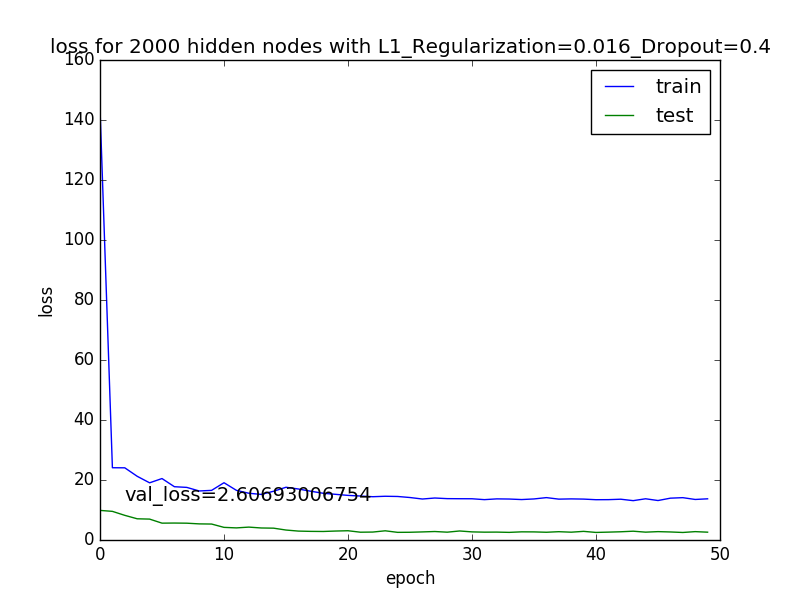 loss for 2000 hidden nodes with L1_Regularization=0.016_Dropout=0.4
160
140
120
100
80
60
40
20
0
loss
train
test
val_loss=2.60693006754
0 10 20 30 40 50
epoch